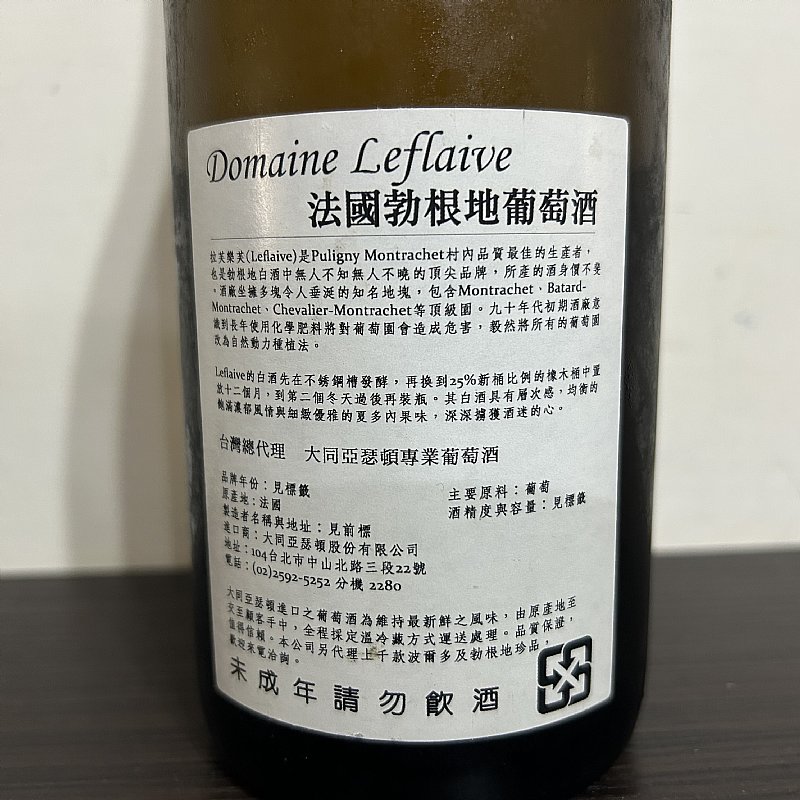 Domaine Leflaive
法國勃根地葡萄酒
拉芙樂芙(Leflaive)是Puligny Montrachet村內品質最佳的生產者，
也是勃根地白酒中無人不知無人不曉的頂尖品牌，所產的酒身價不斐
。酒廠坐擁多塊令人垂涎的知名地塊，包含Montrachet、Batard-
Montrachet、Chevalier-Montrachet等頂級園。九十年代初期酒廠意
識到長年使用化學肥料將對葡萄園會造成危害，毅然將所有的葡萄園
改為自然動力種植法。
Leflaive的白酒先在不銹鋼槽發酵，再換到25%新桶比例的橡木桶中置
放十二個月，到第二個冬天過後再裝瓶。其白酒具有層次感，均衡的
飽滿濃郁風情與細緻優雅的夏多內果味，深深擄獲酒迷的心。
台灣總代理　大同亞瑟頓專業葡萄酒
品牌年份：見標籤　主要原料：葡萄
原產地：法國　酒精度與容量：見標籤
製造者名稱與地址：見前標
進口商：大同亞瑟頓股份有限公司
地址：104台北市中山北路三段22號
電話：(02)2592-5252 分機 2280
大同亞瑟頓進口之葡萄酒為維持最新鮮之風味，由原產地至
交至顧客手中，全程採定溫冷藏方式運送處理。品質保證，
值得信賴。本公司另代理上千款波爾多及勃根地珍品，
歡迎來電洽詢。
未成年請勿飲酒